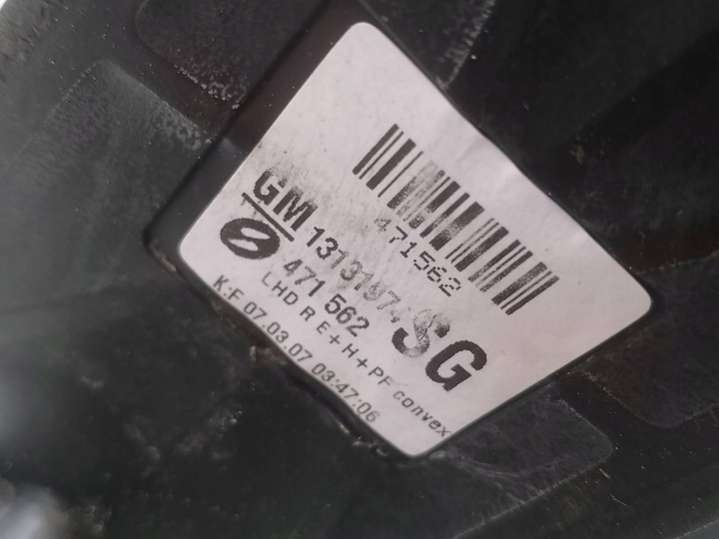 471562
GM
471 562
SG
LHD R E+H+PF convex
K:F 07.03.07 03:47:06